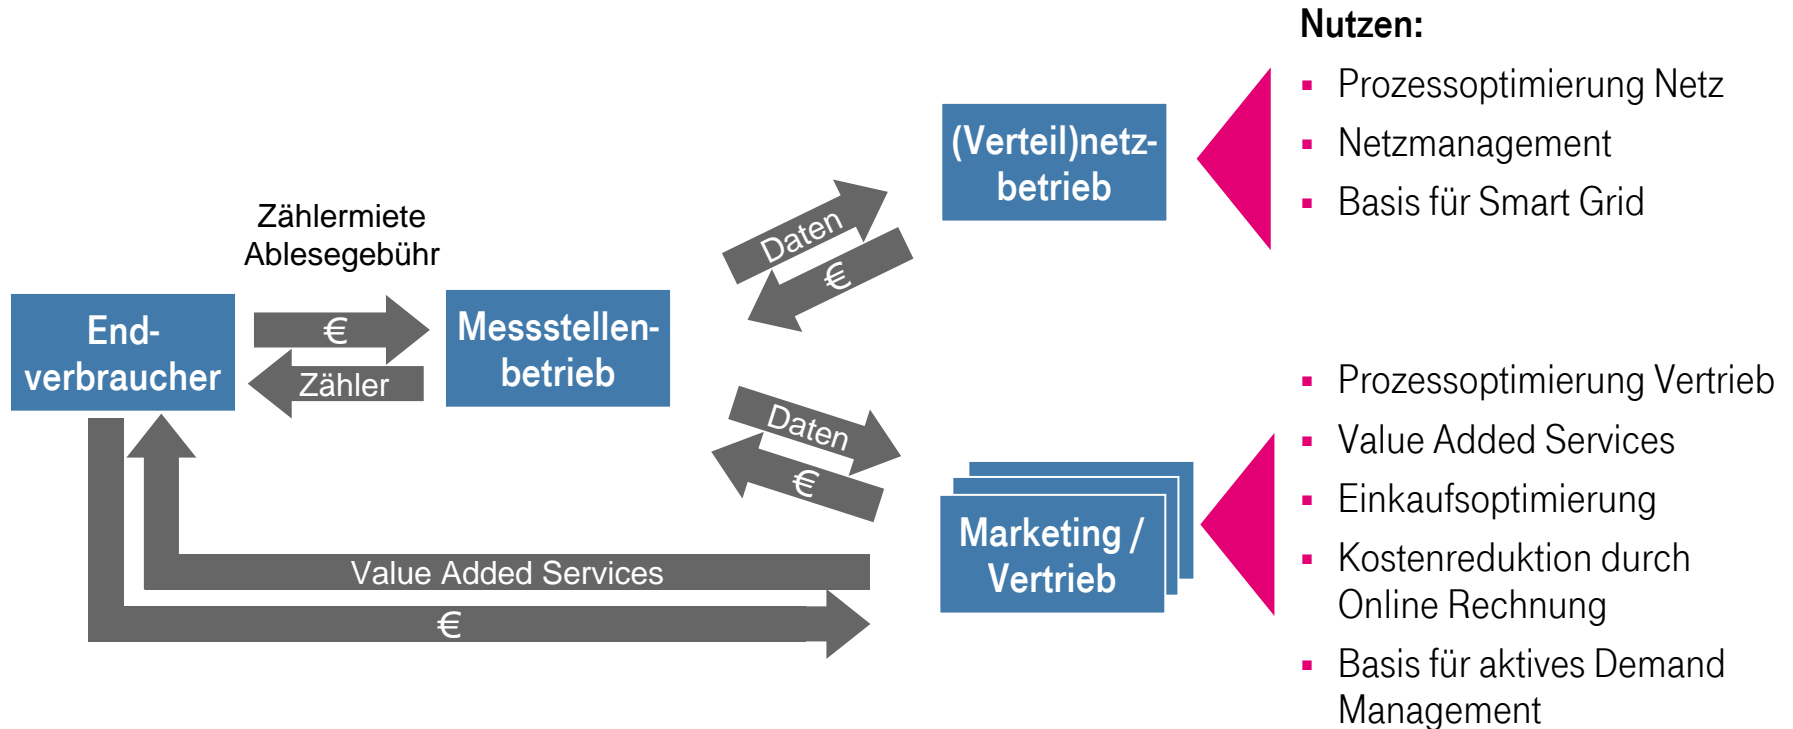 Nutzen:
▪ Prozessoptimierung Netz
▪ Netzmanagement
▪ Basis für Smart Grid
(Verteil)netz-
betrieb
Daten
€
Zählermiete
Ablesegebühr
End-
verbraucher
€
Zähler
Messstellen-
betrieb
Daten
€
Marketing /
Vertrieb
Value Added Services
€
▪ Prozessoptimierung Vertrieb
▪ Value Added Services
▪ Einkaufsoptimierung
▪ Kostenreduktion durch
Online Rechnung
▪ Basis für aktives Demand
Management